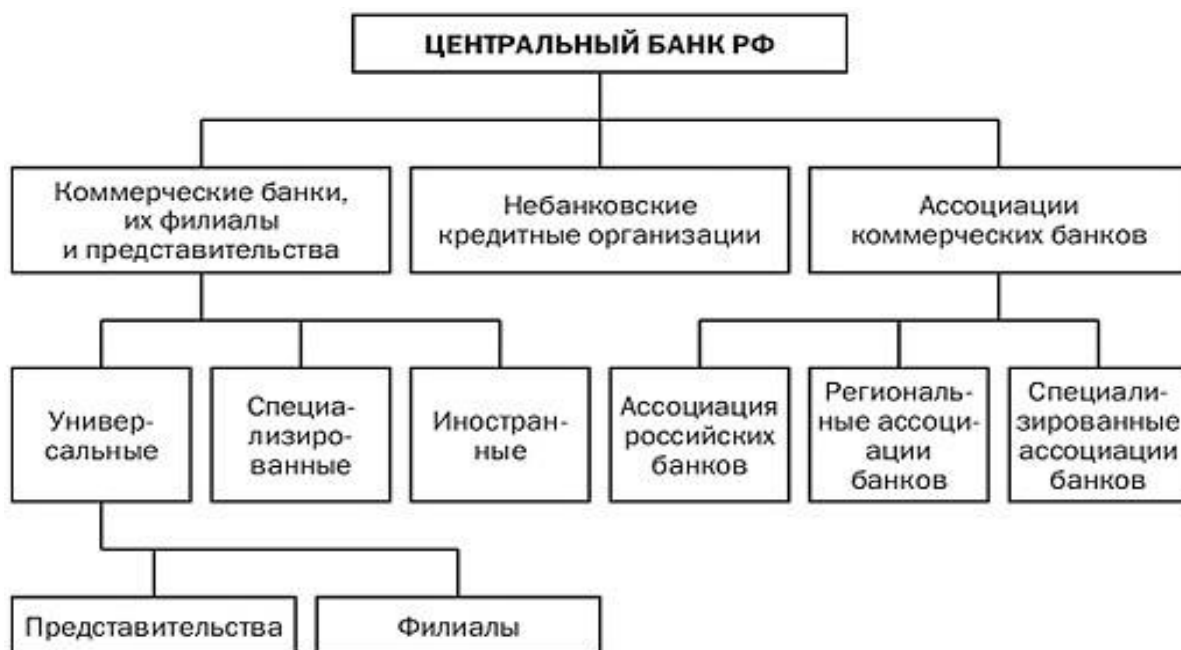 ЦЕНТРАЛЬНЫЙ БАНК РФ
Коммерческие банки,
их филиалы
и представительства
Небанковские
кредитные организации
Ассоциации
коммерческих банков
Универ-
сальные
Специа-
лизиро-
ванные
Иностран-
ные
Ассоциация
российских
банков
Региональ-
ные ассоци-
ации
банков
Специали-
зированные
ассоциации
банков
Представительства
Филиалы